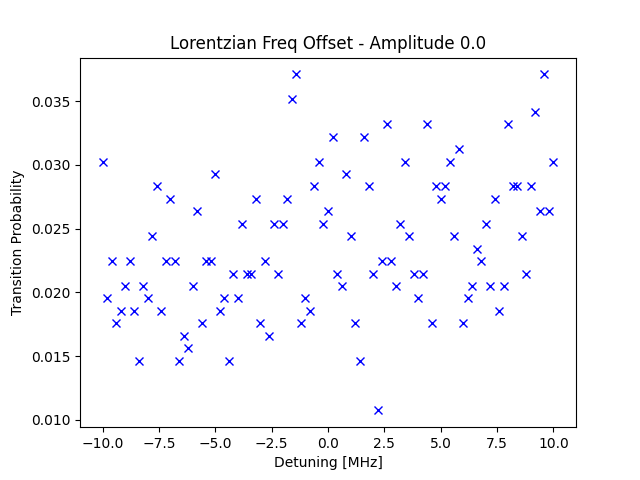 Lorentzian Freq Offset - Amplitude 0.0
Transition Probability
0.035
0.030
0.025
0.020
0.015
0.010
−10.0 −7.5 −5.0 −2.5 0.0 2.5 5.0 7.5 10.0
Detuning [MHz]